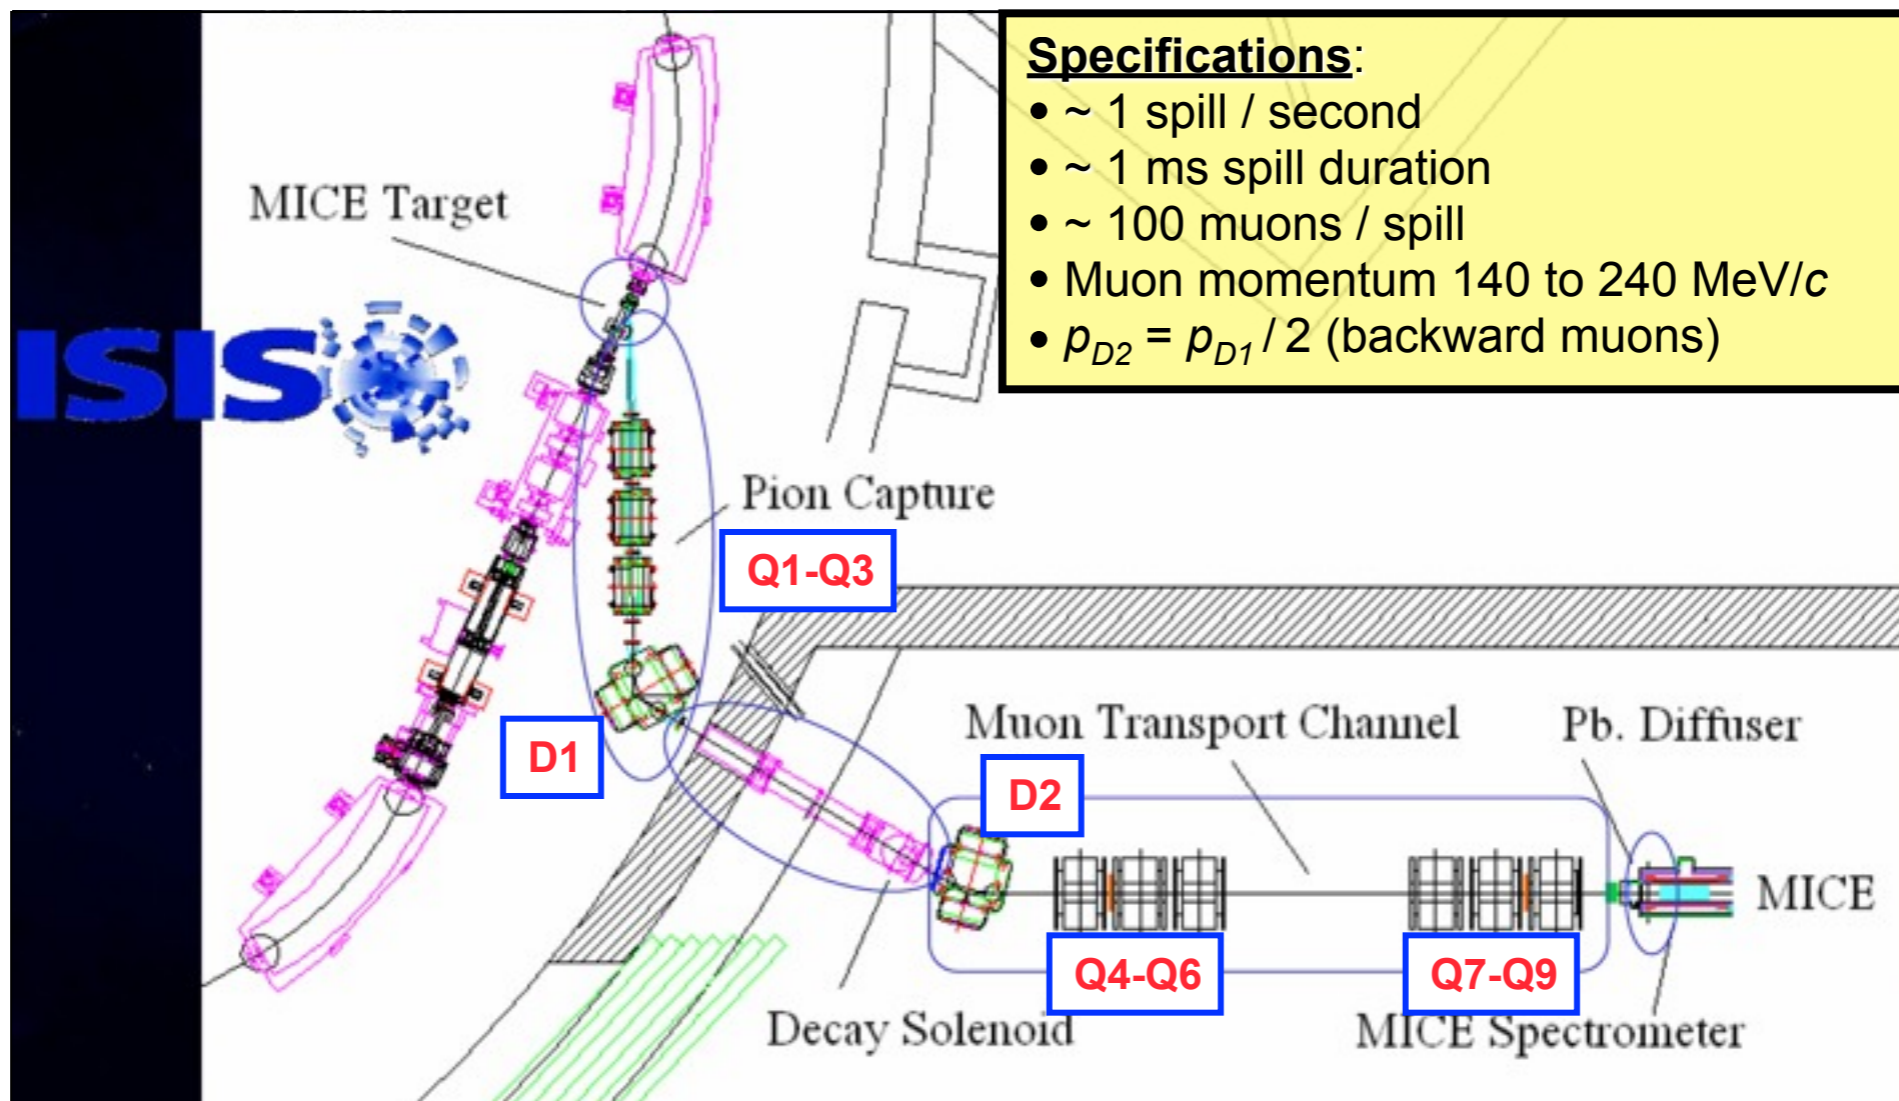 Specifications:
• ~ 1 spill / second
• ~ 1 ms spill duration
• ~ 100 muons / spill
• Muon momentum 140 to 240 MeV/c
• pD2 = pD1 / 2 (backward muons)
MICE Target
ISIS
Pion Capture
Q1-Q3
D1
Muon Transport Channel
Pb. Diffuser
D2
MICE
Q4-Q6
Q7-Q9
Decay Solenoid
MICE Spectrometer